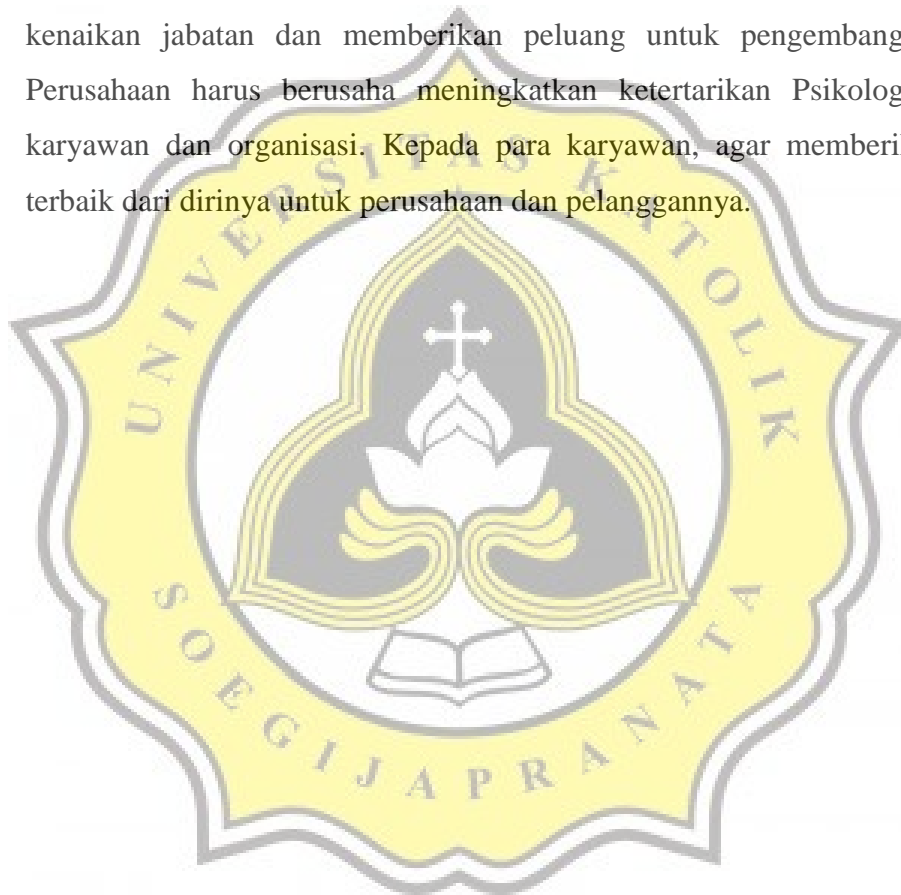 kenaikan jabatan dan memberikan peluang untuk pengembang
Perusahaan harus berusaha meningkatkan ketertarikan Psikolog
karyawan dan organisasi. Kepada para karyawan, agar memberi
terbaik dari dirinya untuk perusahaan dan pelanggannya.
UNIVERSITAS KATOLIK
SOEGIJAPRANATA